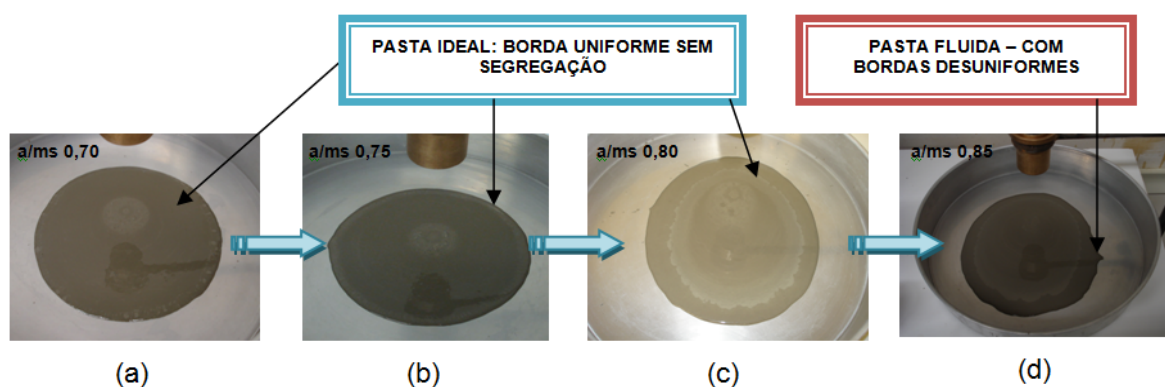 PASTA IDEAL: BORDA UNIFORME SEM
SEGREGAÇÃO
PASTA FLUIDA – COM
BORDAS DESUNIFORMES
a/ms 0,70
a/ms 0,75
a/ms 0,80
a/ms 0,85
(a)
(b)
(c)
(d)